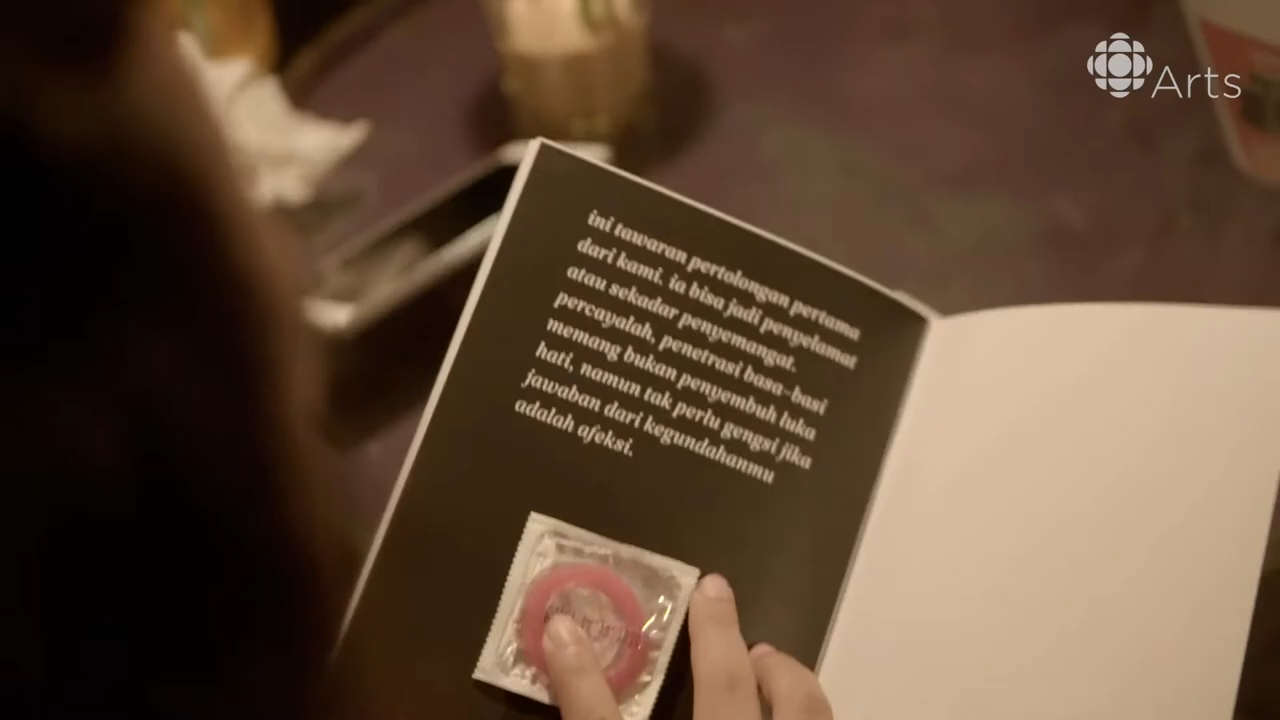 Arts
ini tawaran pertolongan pertama
dari kami. ia bisa jadi penyelamat
atau sekadar penyemangat.
percayalah, penetrasi basa-basi
memang bukan penyembuh luka
hati, namun tak perlu gengsi jika
jawaban dari kegundahanmu
adalah afeksi.